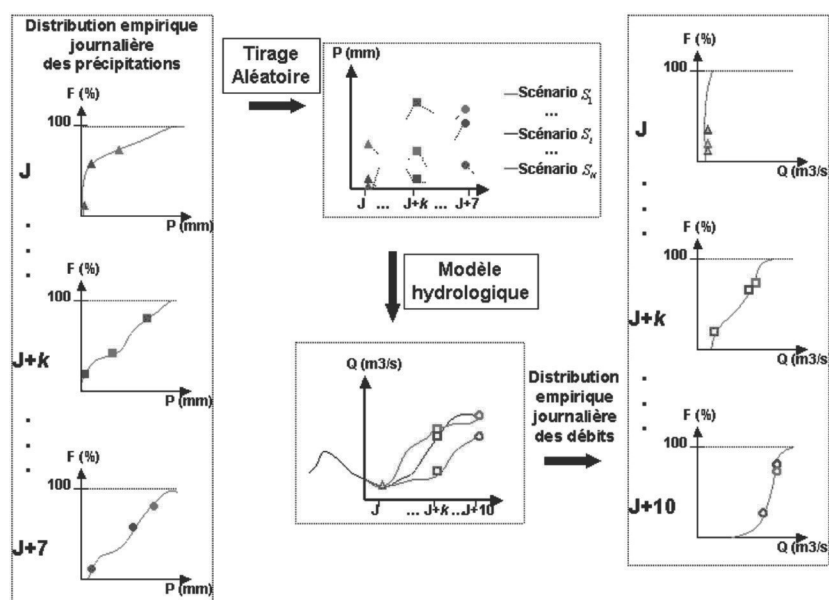 Distribution empirique
journalière
des précipitations
F (%)
100
J
P (mm)
F (%)
100
J+k
P (mm)
F (%)
100
J+7
P (mm)
Tirage
Aléatoire
P (mm)
Scénario S1
...
Scénario Si
...
Scénario SN
J ... J+k ... J+7
Modèle
hydrologique
Q (m3/s)
J ... J+k ...J+10
Distribution
empirique
journalière
des débits
F (%)
100
J
Q (m3/s)
F (%)
100
J+k
Q (m3/s)
F (%)
100
J+10
Q (m3/s)